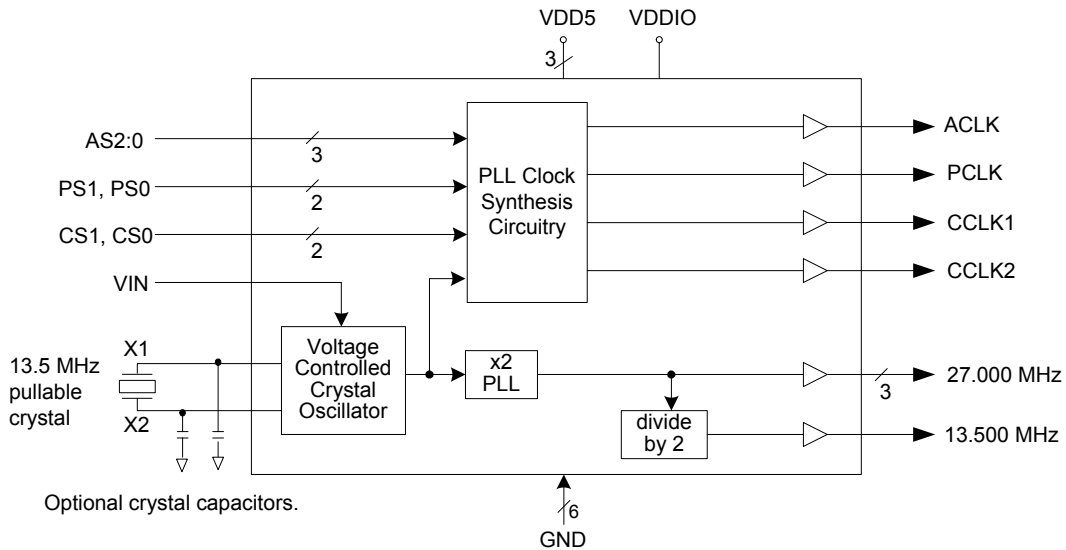 VDD5 VDDIO
3
AS2:0
3
PS1, PS0
2
CS1, CS0
2
VIN
PLL Clock
Synthesis
Circuitry
ACLK
PCLK
CCLK1
CCLK2
13.5 MHz
pullable
crystal
X1
X2
Voltage
Controlled
Crystal
Oscillator
x2
PLL
divide
by 2
3
27.000 MHz
13.500 MHz
Optional crystal capacitors.
6
GND